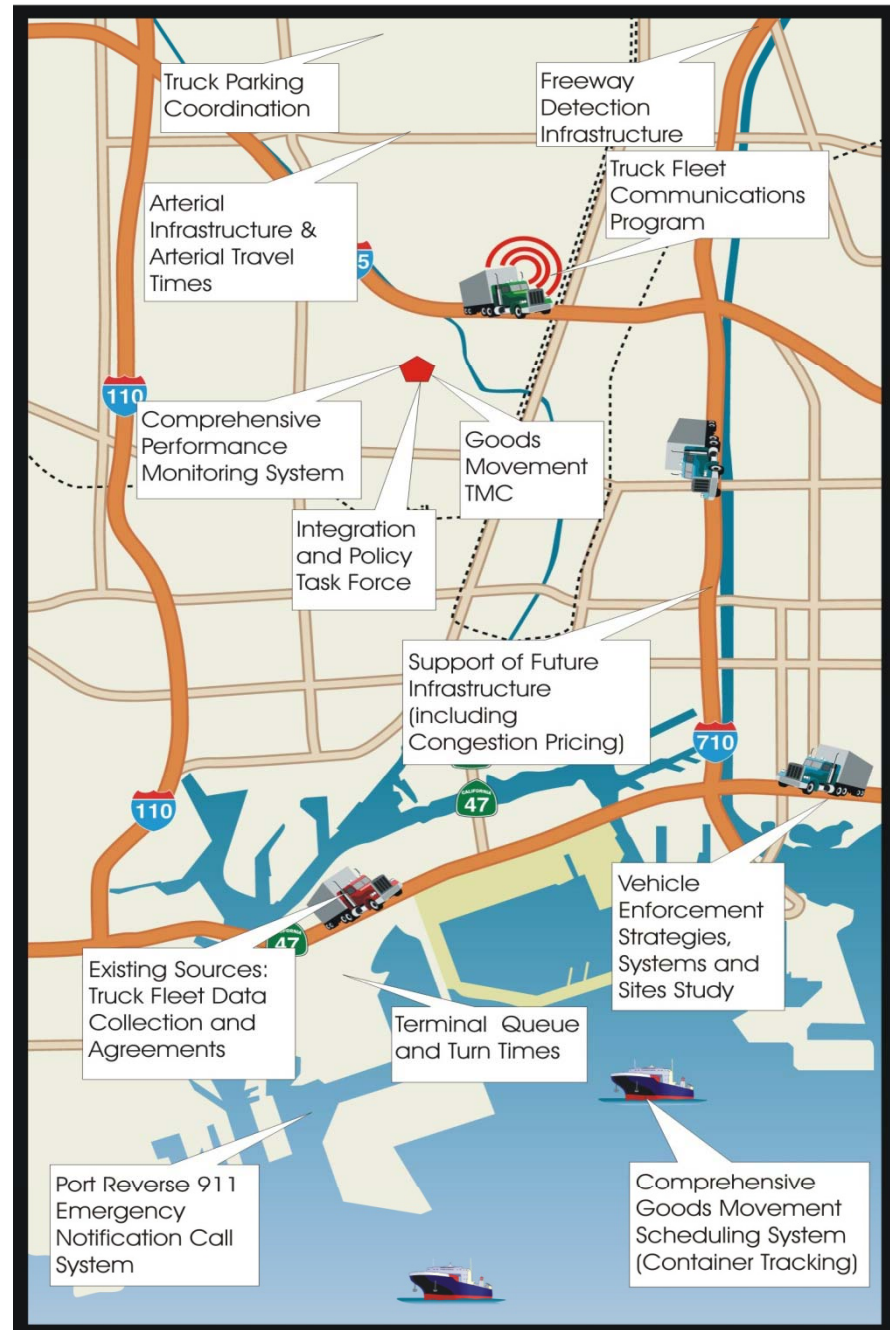 Truck Parking
Coordination
Freeway
Detection
Infrastructure
Truck Fleet
Communications
Program
Arterial
Infrastructure &
Arterial Travel
Times
5
110
Comprehensive
Performance
Monitoring System
Goods
Movement
TMC
Integration
and Policy
Task Force
Support of Future
Infrastructure
(including
Congestion Pricing)
710
110
CALIFORNIA
47
Vehicle
Enforcement
Strategies,
Systems and
Sites Study
47
Existing Sources:
Truck Fleet Data
Collection and
Agreements
Terminal Queue
and Turn Times
Port Reverse 911
Emergency
Notification Call
System
Comprehensive
Goods Movement
Scheduling System
(Container Tracking)